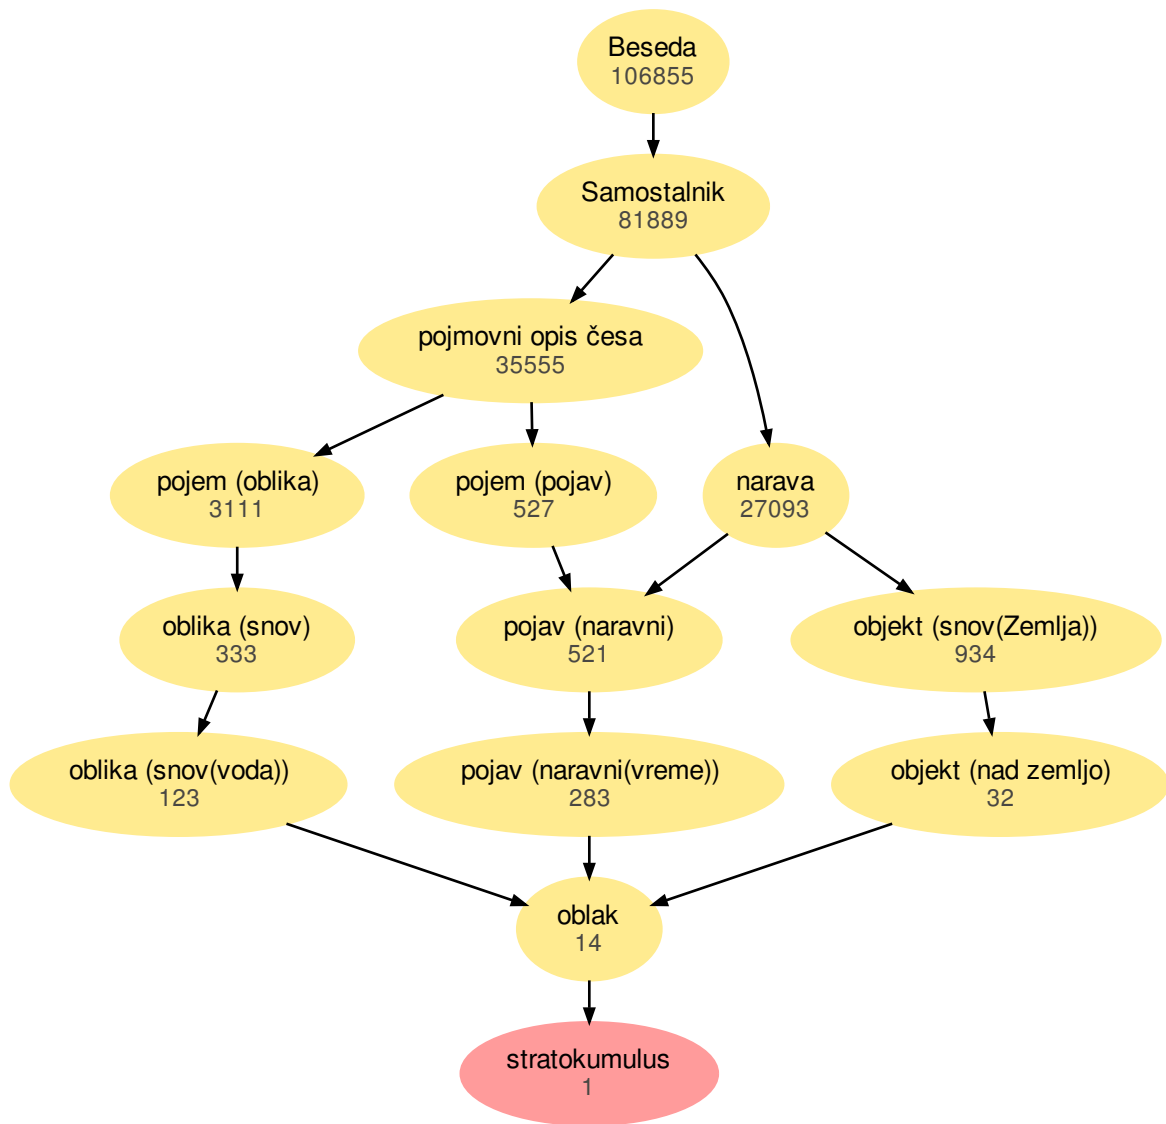 Beseda
106855
Samostalnik
81889
pojmovni opis česa
35555
pojem (oblika)
3111
pojem (pojav)
527
narava
27093
oblika (snov)
333
pojav (naravni)
521
objekt (snov(Zemlja))
934
oblika (snov(voda))
123
pojav (naravni(vreme))
283
objekt (nad zemljo)
32
oblak
14
stratokumulus
1